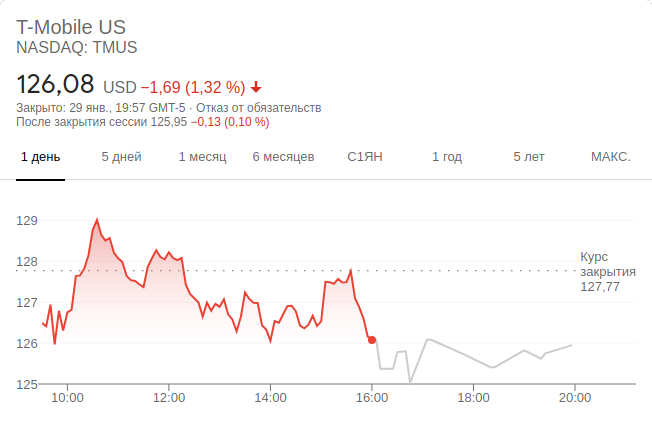 T-Mobile US
NASDAQ: TMUS
126,08 USD −1,69 (1,32 %)
Закрыто: 29 янв., 19:57 GMT-5 · Отказ от обязательств
После закрытия сессии 125,95 −0,13 (0,10 %)
1 день 5 дней 1 месяц 6 месяцев С1ЯН 1 год 5 лет МАКС.
129
128
127
126
125
Курс
закрытия
127,77
10:00 12:00 14:00 16:00 18:00 20:00